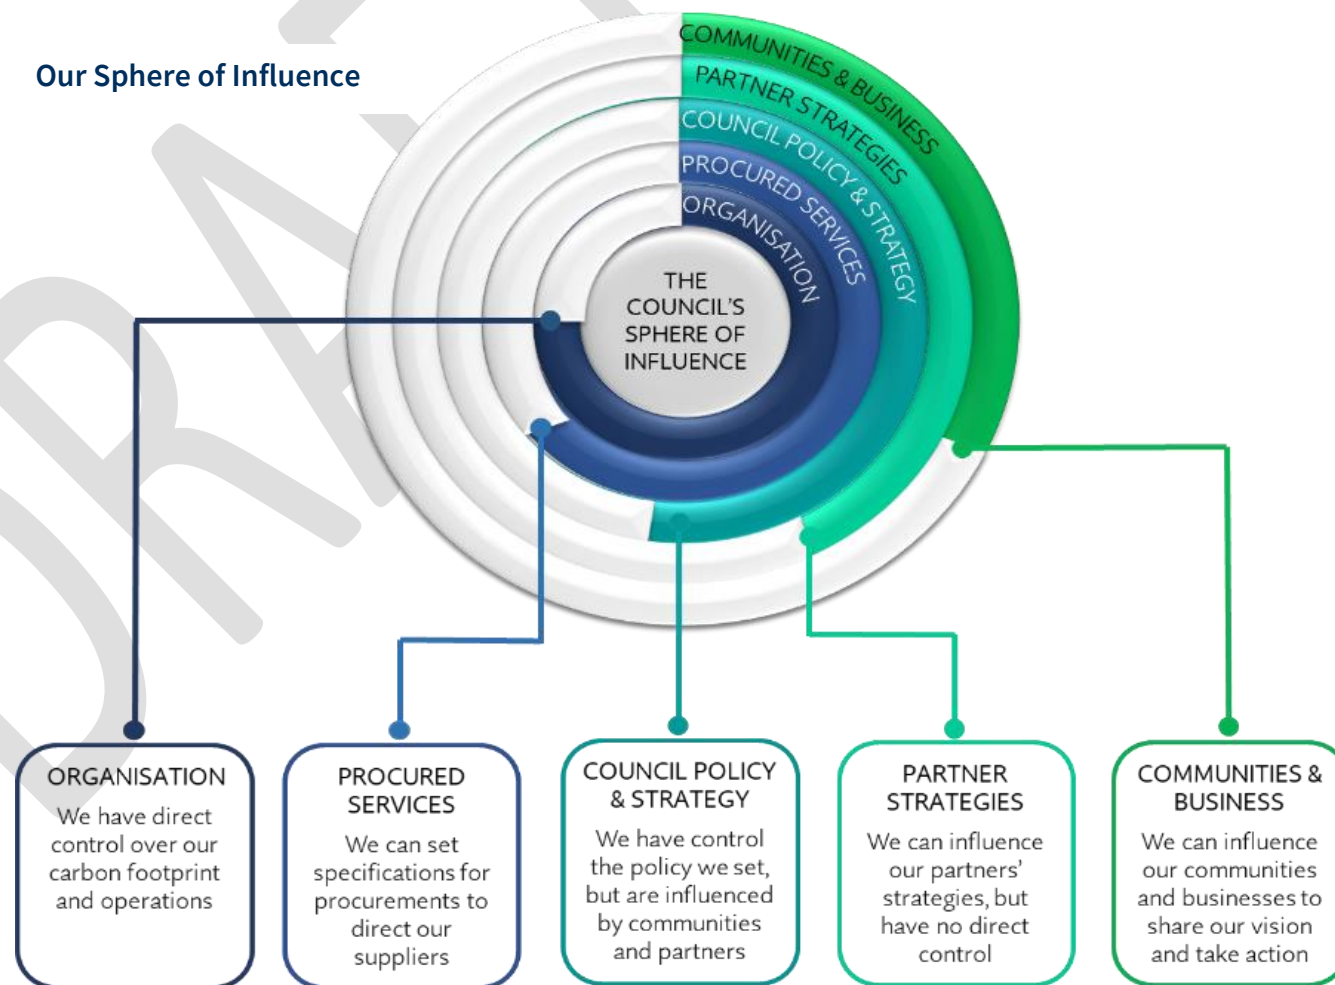 Our Sphere of Influence
COMMUNITIES & BUSINESS
PARTNER STRATEGIES
COUNCIL POLICY & STRATEGY
PROCURED SERVICES
ORGANISATION
THE
COUNCIL'S
SPHERE OF
INFLUENCE
ORGANISATION
We have direct
control over our
carbon footprint
and operations
PROCURED
SERVICES
We can set
specifications for
procurements to
direct our
suppliers
COUNCIL POLICY
& STRATEGY
We have control
the policy we set,
but are influenced
by communities
and partners
PARTNER
STRATEGIES
We can influence
our partners'
strategies, but
have no direct
control
COMMUNITIES &
BUSINESS
We can influence
our communities
and businesses to
share our vision
and take action
DRAFT